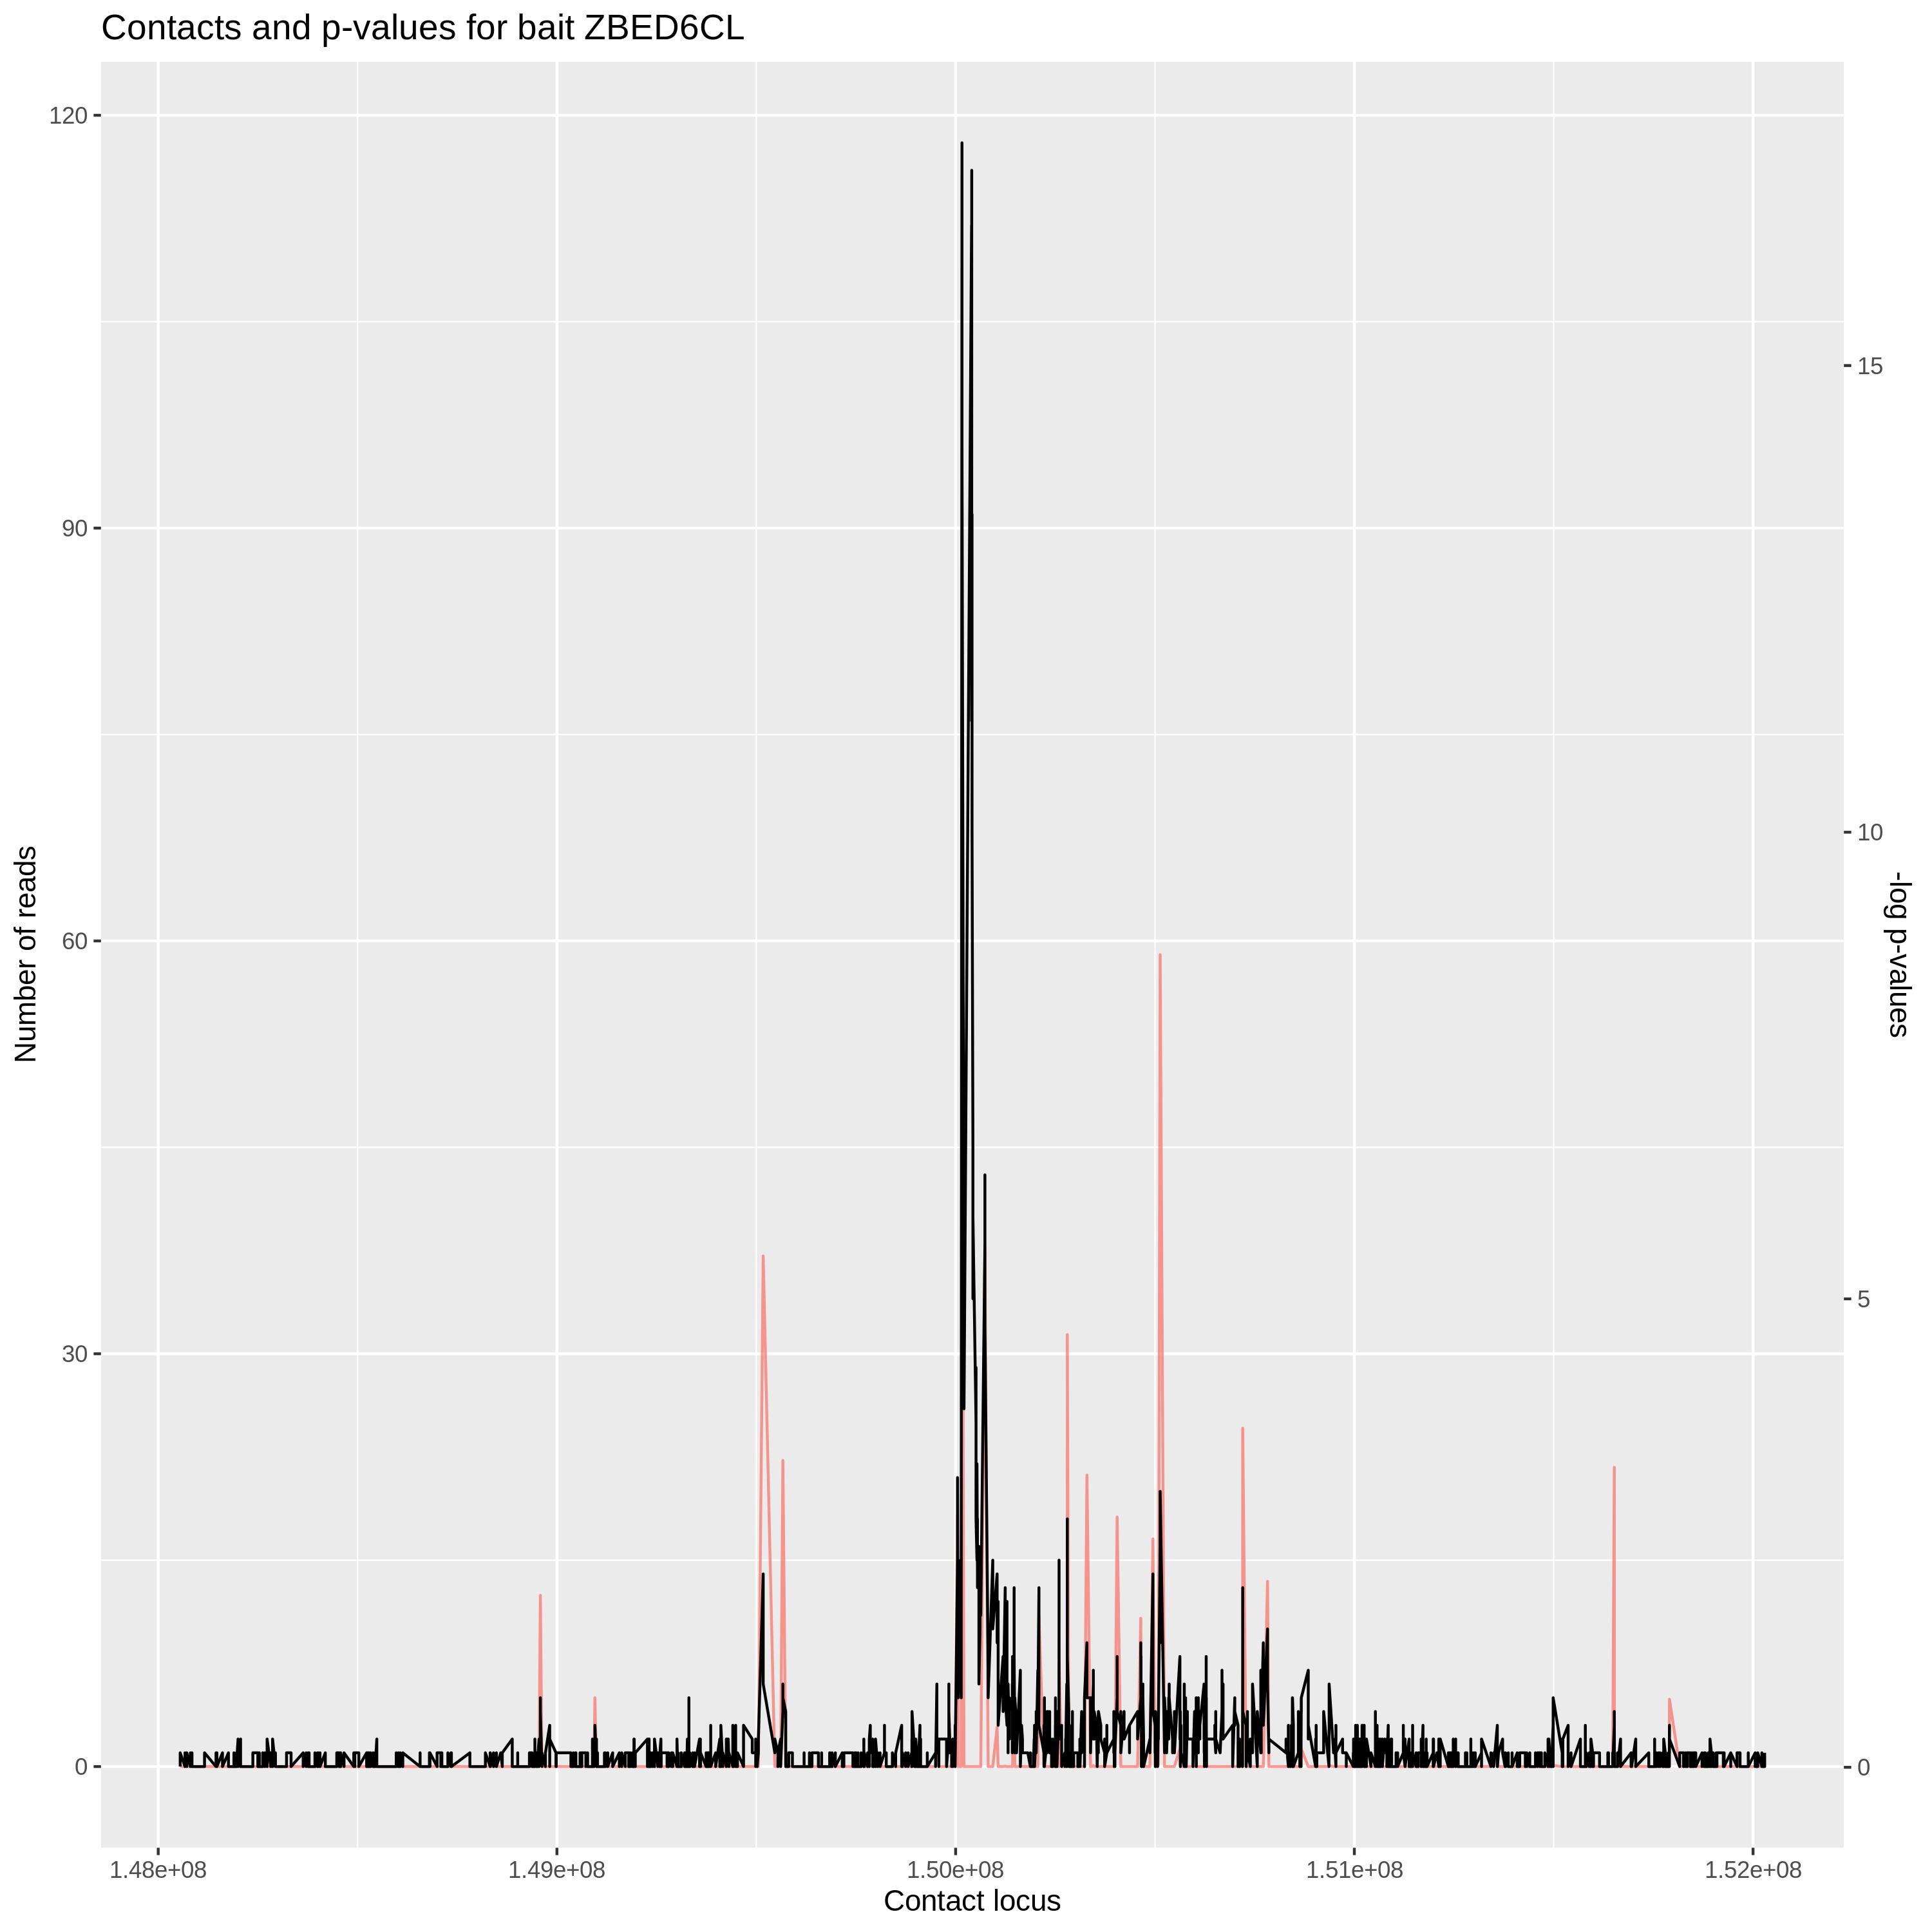 Contacts and p-values for bait ZBED6CL
120
90
60
30
0
Number of reads
15
10
5
0
-log p-values
1.48e+08
1.49e+08
1.50e+08
1.51e+08
1.52e+08
Contact locus